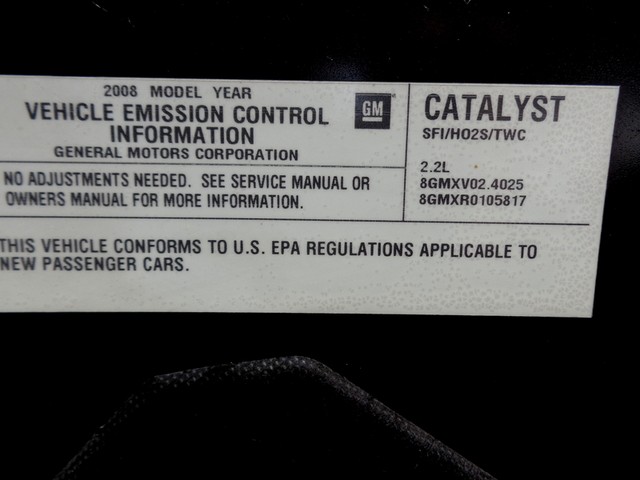 2008 MODEL YEAR
VEHICLE EMISSION CONTROL
INFORMATION
GENERAL MOTORS CORPORATION
GM
NO ADJUSTMENTS NEEDED. SEE SERVICE MANUAL OR
OWNERS MANUAL FOR MORE INFORMATION.
CATALYST
SFI/HO2S/TWC
2.2L
8GMXV02.4025
8GMXR0105817
THIS VEHICLE CONFORMS TO U.S. EPA REGULATIONS APPLICABLE TO
NEW PASSENGER CARS.